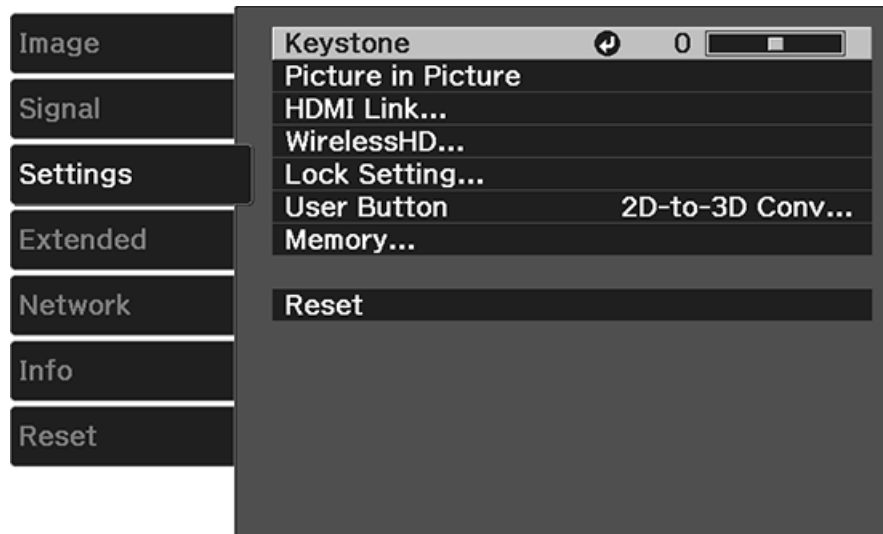 Image
Signal
Settings
Extended
Network
Info
Reset
Keystone 0
Picture in Picture
HDMI Link...
WirelessHD...
Lock Setting...
User Button 2D-to-3D Conv...
Memory...
Reset